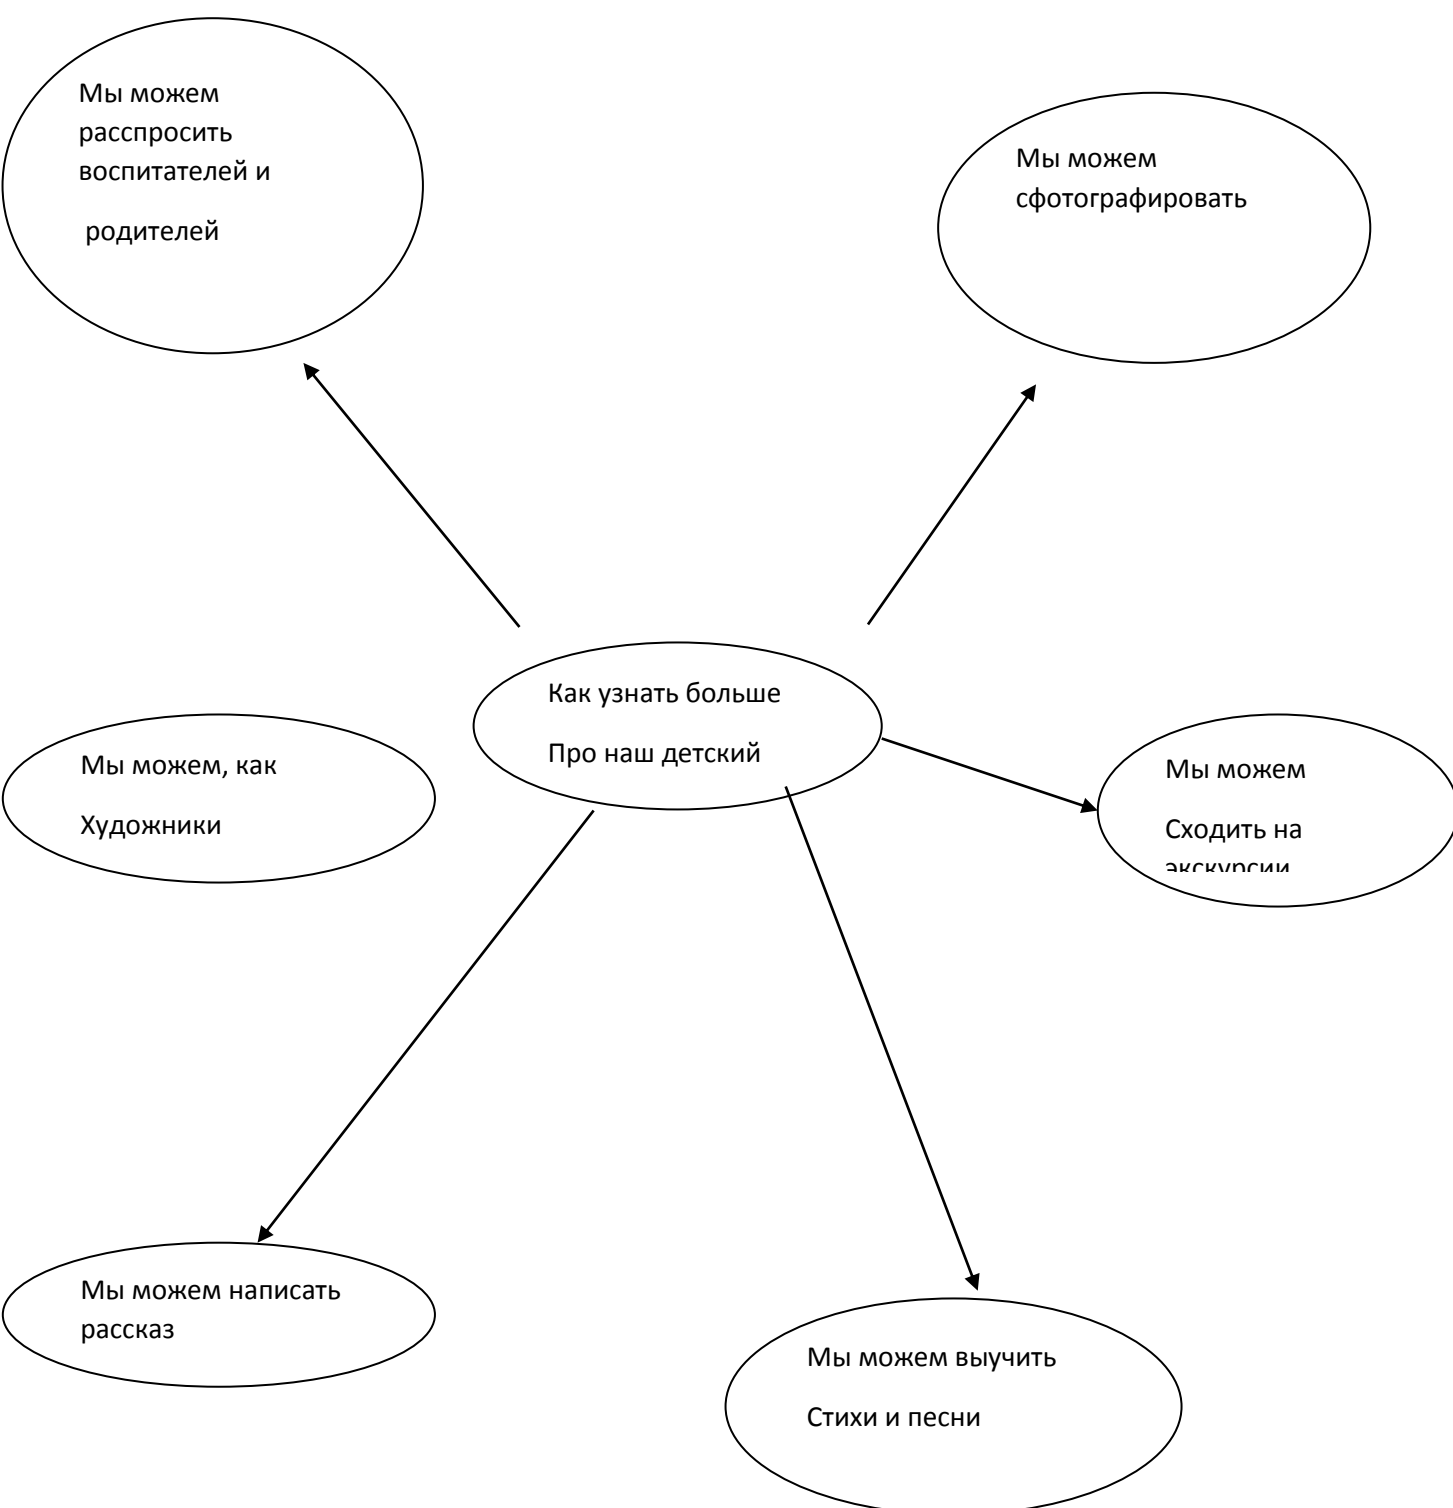 Мы можем
расспросить
воспитателей и
родителей
Мы можем
сфотографировать
Как узнать больше
Про наш детский
Мы можем, как
Художники
Мы можем
Сходить на
экскурсии
Мы можем написать
рассказ
Мы можем выучить
Стихи и песни